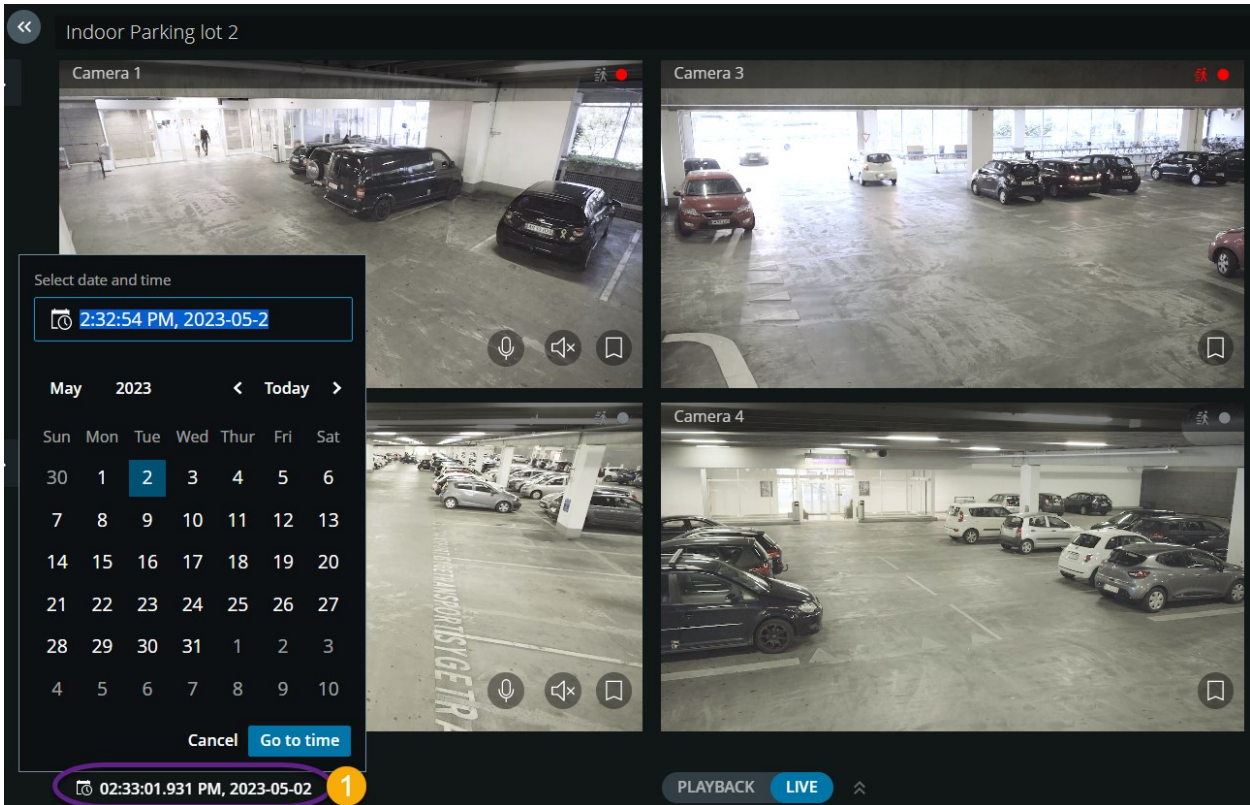 Indoor Parking lot 2
Camera 1
Camera 3
Select date and time
2:32:54 PM, 2023-05-2
May 2023 < Today >
Sun Mon Tue Wed Thur Fri Sat
30 1 2 3 4 5 6
7 8 9 10 11 12 13
14 15 16 17 18 19 20
21 22 23 24 25 26 27
28 29 30 31 1 2 3
4 5 6 7 8 9 10
Cancel Go to time
Camera 4
02:33:01.931 PM, 2023-05-02 1
PLAYBACK LIVE